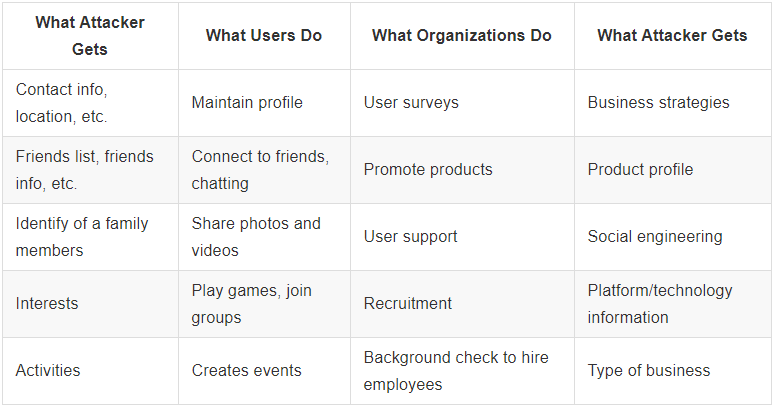 What Attacker
Gets
What Users Do
What Organizations Do
What Attacker Gets
Contact info,
location, etc.
Maintain profile
User surveys
Business strategies
Friends list, friends
info, etc.
Connect to friends,
chatting
Promote products
Product profile
Identify of a family
members
Share photos and
videos
User support
Social engineering
Interests
Play games, join
groups
Recruitment
Platform/technology
information
Activities
Creates events
Background check to hire
employees
Type of business